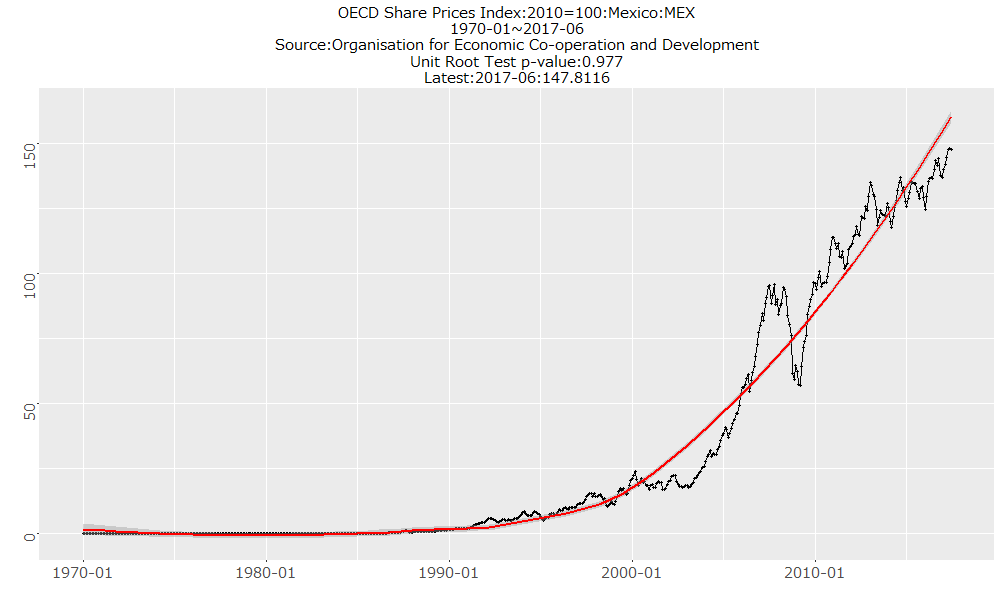 OECD Share Prices Index:2010=100:Mexico:MEX
1970-01~2017-06
Source:Organisation for Economic Co-operation and Development
Unit Root Test p-value:0.977
Latest:2017-06:147.8116
150
100
50
0
1970-01 1980-01 1990-01 2000-01 2010-01